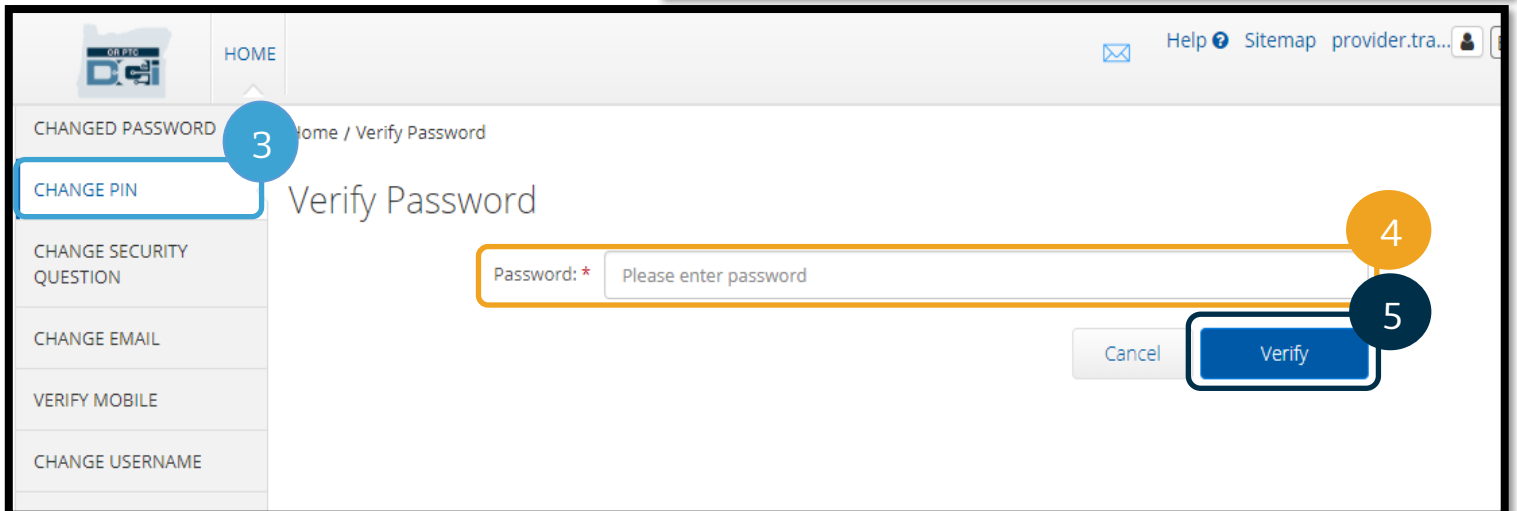 OR PTC
DCi
HOME
Help ? Sitemap provider.tra...
CHANGED PASSWORD
3
Home / Verify Password
CHANGE PIN
Verify Password
CHANGE SECURITY
QUESTION
4
Password: * Please enter password
5
CHANGE EMAIL
Cancel Verify
VERIFY MOBILE
CHANGE USERNAME